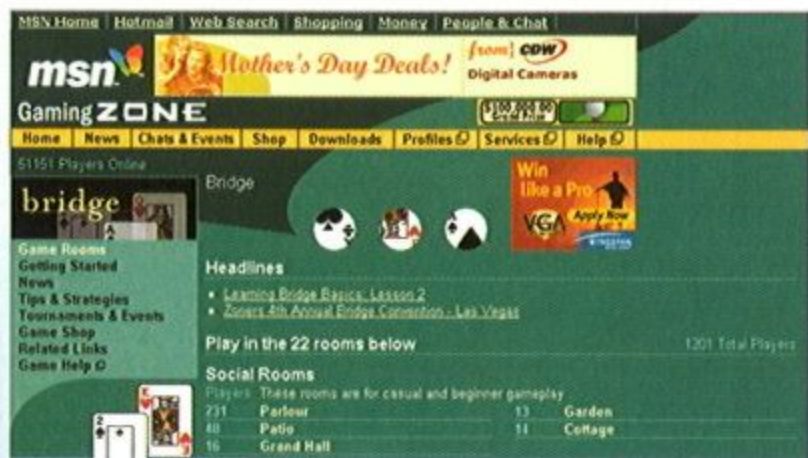 MSN Home | Hotmail | Web Search | Shopping | Money | People & Chat
msn
Mother's Day Deals!
from CDW
Digital Cameras
Gaming ZONE
$100,000.00
Home | News | Chats & Events | Shop | Downloads | Profiles | Services | Help
51151 Players Online
bridge
Bridge
Win
like a Pro
VGA
Apply Now
Game Rooms
Getting Started
News
Tips & Strategies
Tournaments & Events
Game Shop
Related Links
Game Help
Headlines
Learning Bridge Basics: Lesson 2
Zoners 4th Annual Bridge Convention - Las Vegas
Play in the 22 rooms below
1201 Total Players
Social Rooms
Players These rooms are for casual and beginner gameplay
231 Parlour 13 Garden
48 Patio 14 Cottage
16 Grand Hall